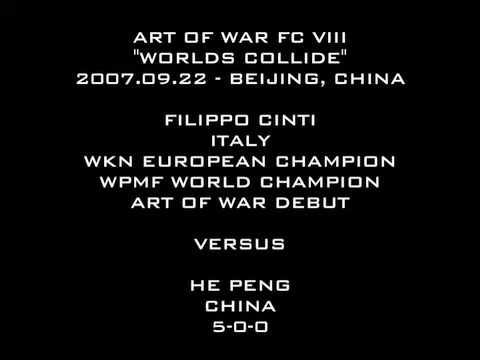 ART OF WAR FC VIII
"WORLDS COLLIDE"
2007.09.22 - BEIJING, CHINA
FILIPPO CINTI
ITALY
WKN EUROPEAN CHAMPION
WPMF WORLD CHAMPION
ART OF WAR DEBUT
VERSUS
HE PENG
CHINA
5-0-0